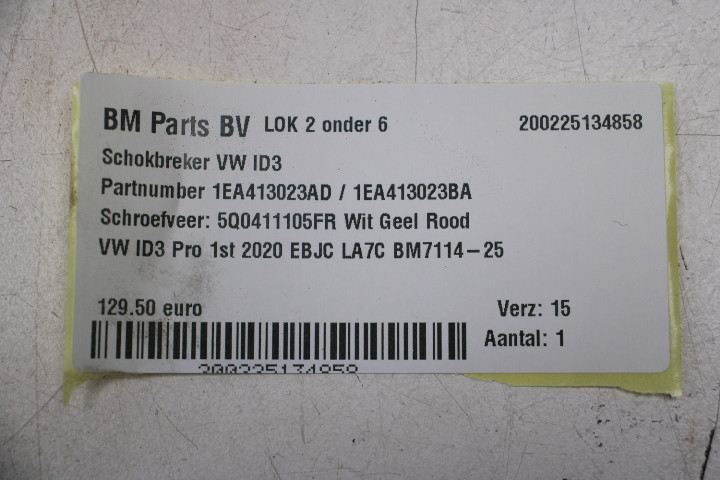 BM Parts BV LOK 2 onder 6 200225134858
Schokbreker VW ID3
Partnumber 1EA413023AD / 1EA413023BA
Schroefveer: 5Q0411105FR Wit Geel Rood
VW ID3 Pro 1st 2020 EBJC LA7C BM7114-25
129.50 euro Verz: 15
Aantal: 1
200225134858